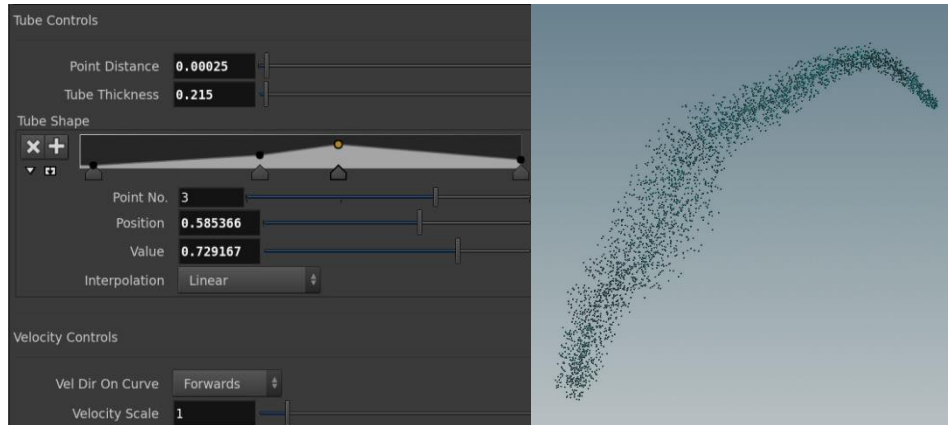 Tube Controls
Point Distance 0.00025
Tube Thickness 0.215
Tube Shape
Point No. 3
Position 0.585366
Value 0.729167
Interpolation Linear
Velocity Controls
Vel Dir On Curve Forwards
Velocity Scale 1